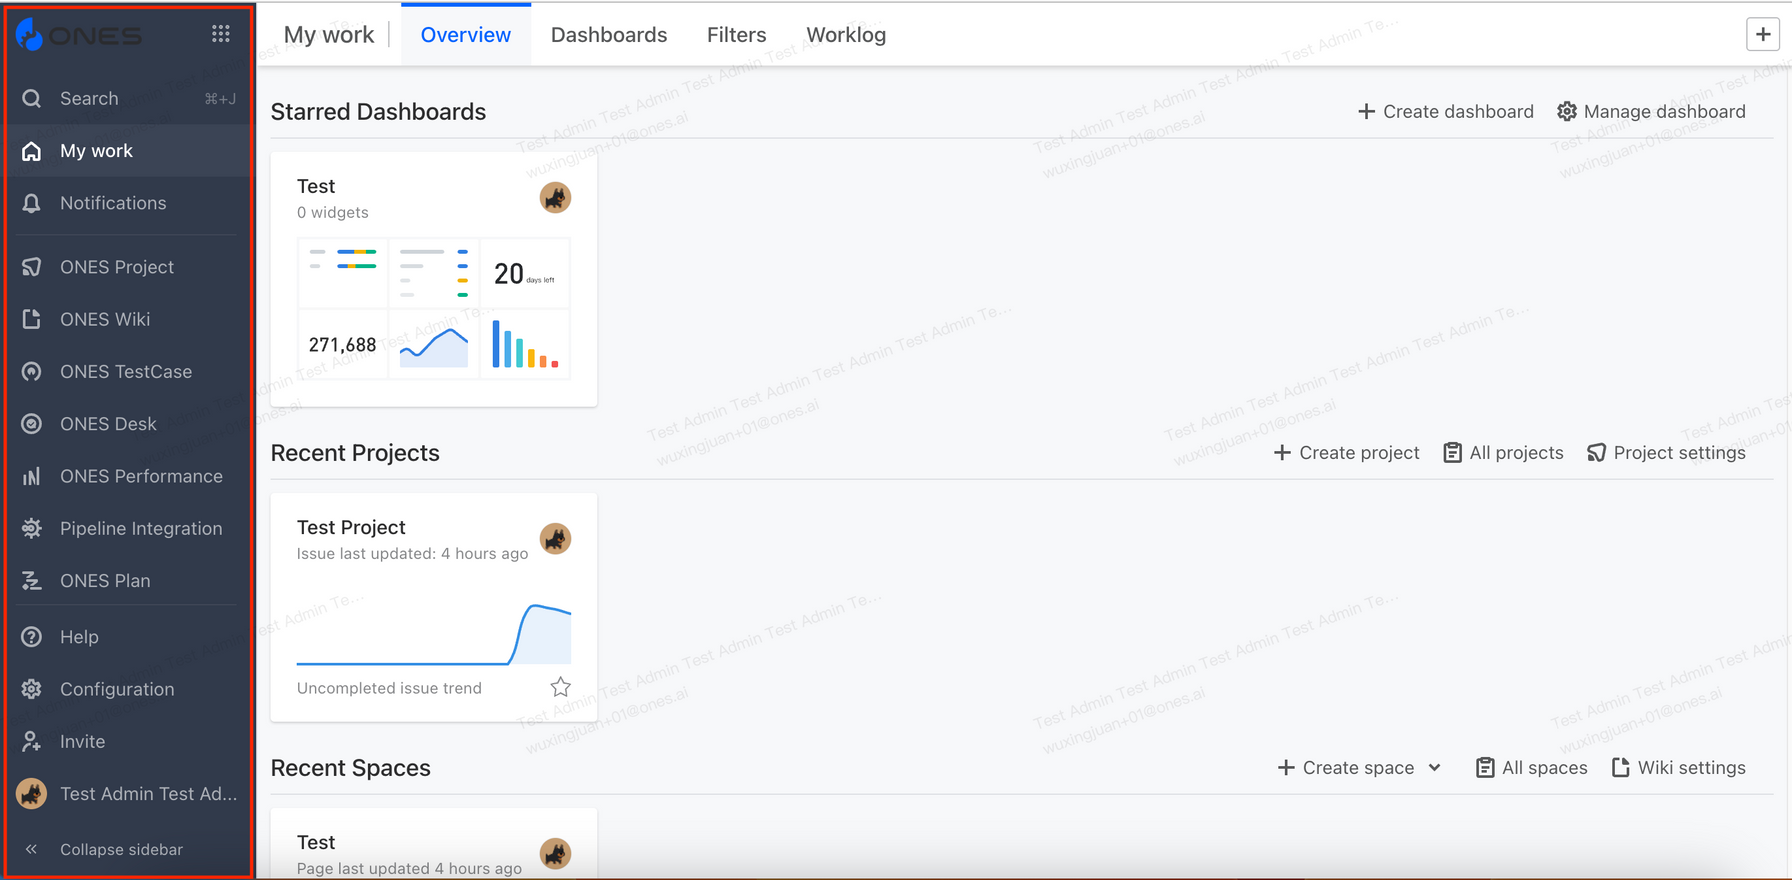 ONES
Search ⌘+J
My work
Notifications
ONES Project
ONES Wiki
ONES TestCase
ONES Desk
ONES Performance
Pipeline Integration
ONES Plan
Help
Configuration
Invite
Test Admin Test Ad...
Collapse sidebar
My work
Overview
Dashboards
Filters
Worklog
Starred Dashboards
Create dashboard
Manage dashboard
Test
0 widgets
20 days left
271,688
Recent Projects
Create project
All projects
Project settings
Test Project
Issue last updated: 4 hours ago
Uncompleted issue trend
Recent Spaces
Create space
All spaces
Wiki settings
Test
Page last updated 4 hours ago
Test Admin Test Admin Test Admin Te...
wuxingjuan+01@ones.ai